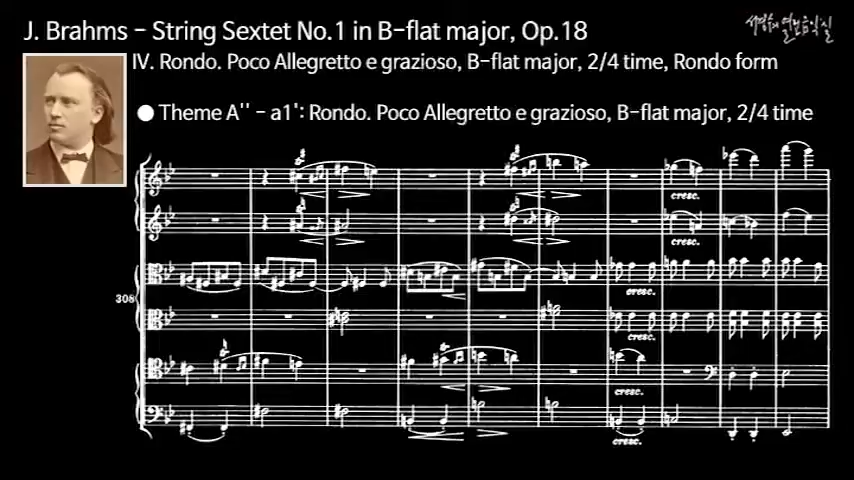 J. Brahms - String Sextet No.1 in B-flat major, Op.18
IV. Rondo. Poco Allegretto e grazioso, B-flat major, 2/4 time, Rondo form
● Theme A'' - a1': Rondo. Poco Allegretto e grazioso, B-flat major, 2/4 time
cresc.
cresc.
cresc.
308
cresc.
cresc.
cresc.